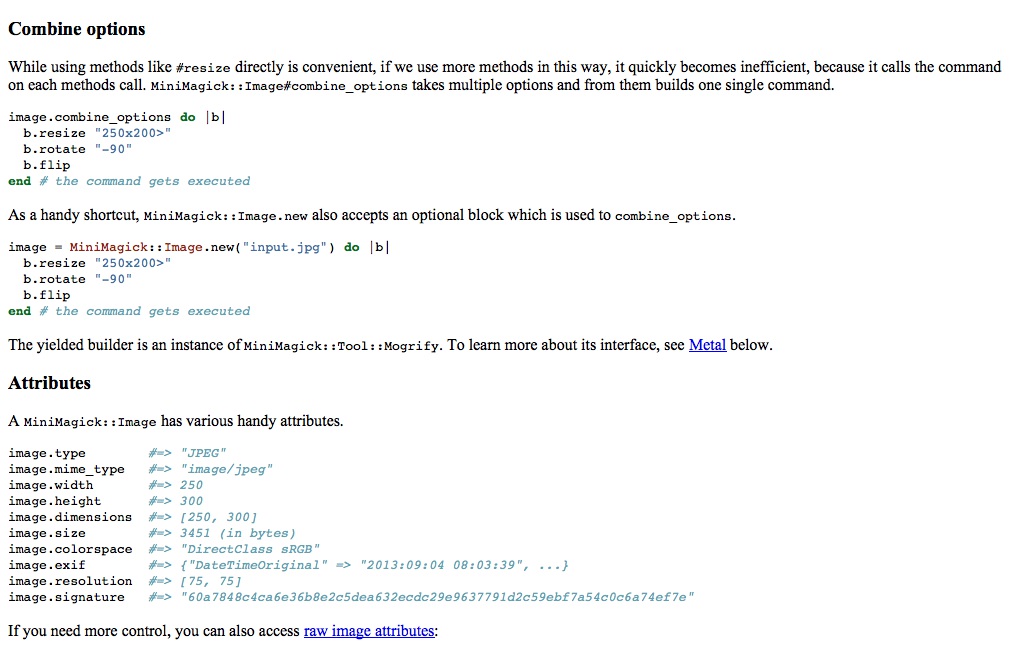 Combine options
While using methods like #resize directly is convenient, if we use more methods in this way, it quickly becomes inefficient, because it calls the command
on each methods call. MiniMagick::Image#combine_options takes multiple options and from them builds one single command.
image.combine_options do |b|
  b.resize "250x200>"
  b.rotate "-90"
  b.flip
end # the command gets executed
As a handy shortcut, MiniMagick::Image.new also accepts an optional block which is used to combine_options.
image = MiniMagick::Image.new("input.jpg") do |b|
  b.resize "250x200>"
  b.rotate "-90"
  b.flip
end # the command gets executed
The yielded builder is an instance of MiniMagick::Tool::Mogrify. To learn more about its interface, see Metal below.
Attributes
A MiniMagick::Image has various handy attributes.
image.type        #=> "JPEG"
image.mime_type   #=> "image/jpeg"
image.width       #=> 250
image.height      #=> 300
image.dimensions  #=> [250, 300]
image.size        #=> 3451 (in bytes)
image.colorspace  #=> "DirectClass sRGB"
image.exif        #=> {"DateTimeOriginal" => "2013:09:04 08:03:39", ...}
image.resolution  #=> [75, 75]
image.signature   #=> "60a7848c4ca6e36b8e2c5dea632ecdc29e9637791d2c59ebf7a54c0c6a74ef7e"
If you need more control, you can also access raw image attributes: